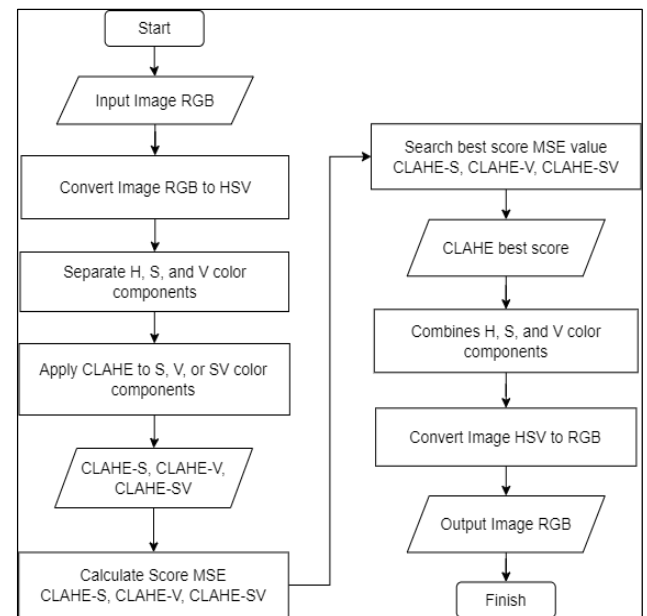 Start
Input Image RGB
Convert Image RGB to HSV
Separate H, S, and V color
components
Apply CLAHE to S, V, or SV color
components
CLAHE-S, CLAHE-V,
CLAHE-SV
Calculate Score MSE
CLAHE-S, CLAHE-V, CLAHE-SV
Search best score MSE value
CLAHE-S, CLAHE-V, CLAHE-SV
CLAHE best score
Combines H, S, and V color
components
Convert Image HSV to RGB
Output Image RGB
Finish